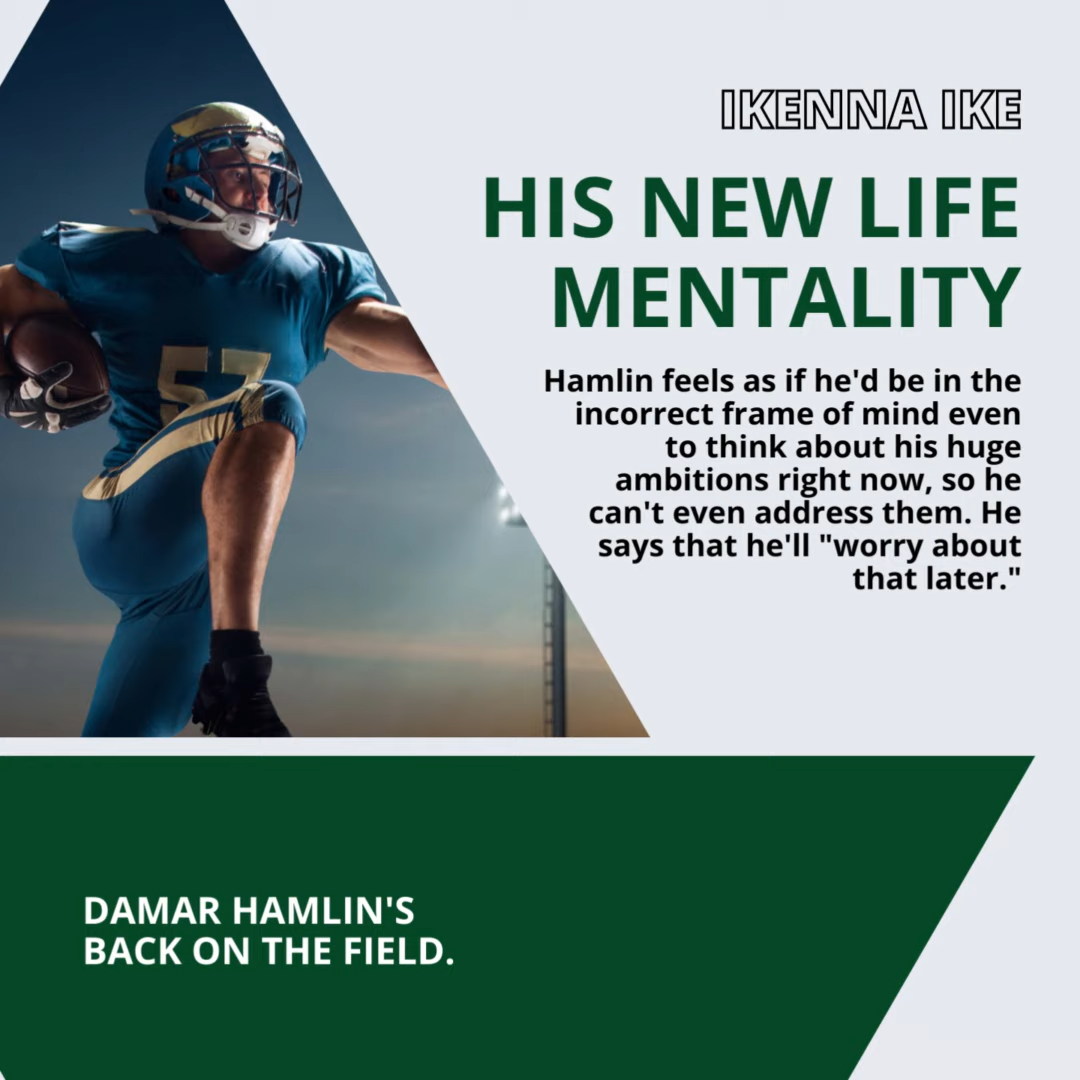 IKENNA IKE
HIS NEW LIFE
MENTALITY
Hamlin feels as if he'd be in the
incorrect frame of mind even
to think about his huge
ambitions right now, so he
can't even address them. He
says that he'll "worry about
that later."
57
DAMAR HAMLIN'S
BACK ON THE FIELD.